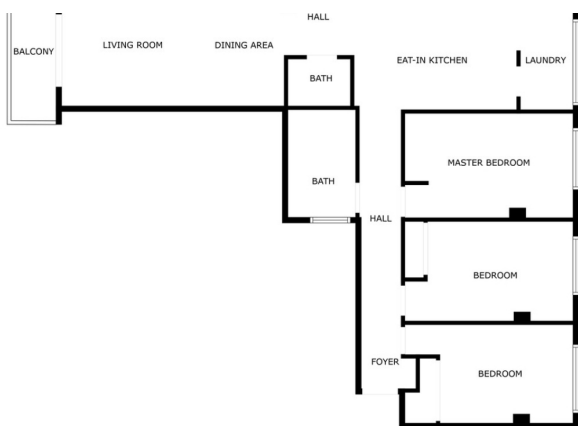 HALL
BALCONY
LIVING ROOM
DINING AREA
EAT-IN KITCHEN
LAUNDRY
BATH
MASTER BEDROOM
BATH
HALL
BEDROOM
FOYER
BEDROOM